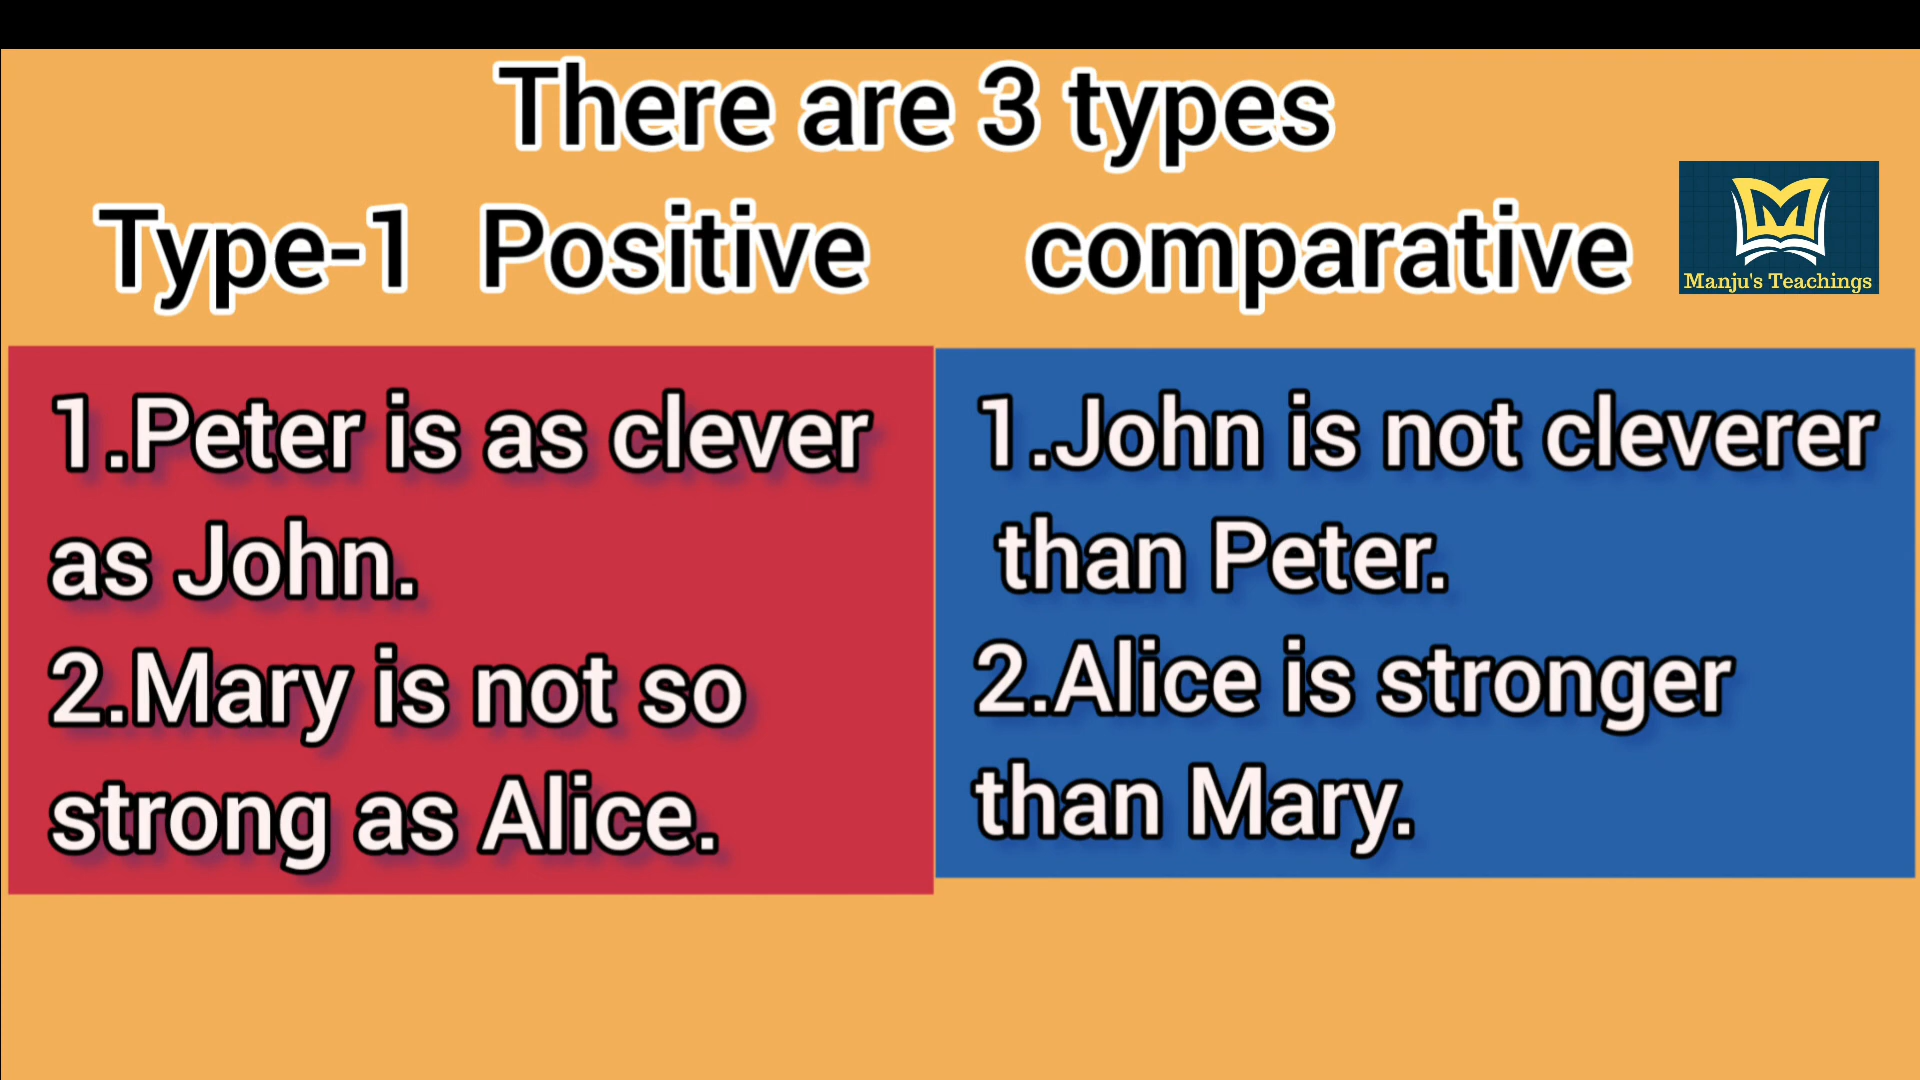 There are 3 types
Type-1 Positive comparative
Manju's Teachings
1.Peter is as clever
as John.
2.Mary is not so
strong as Alice.
1.John is not cleverer
than Peter.
2.Alice is stronger
than Mary.